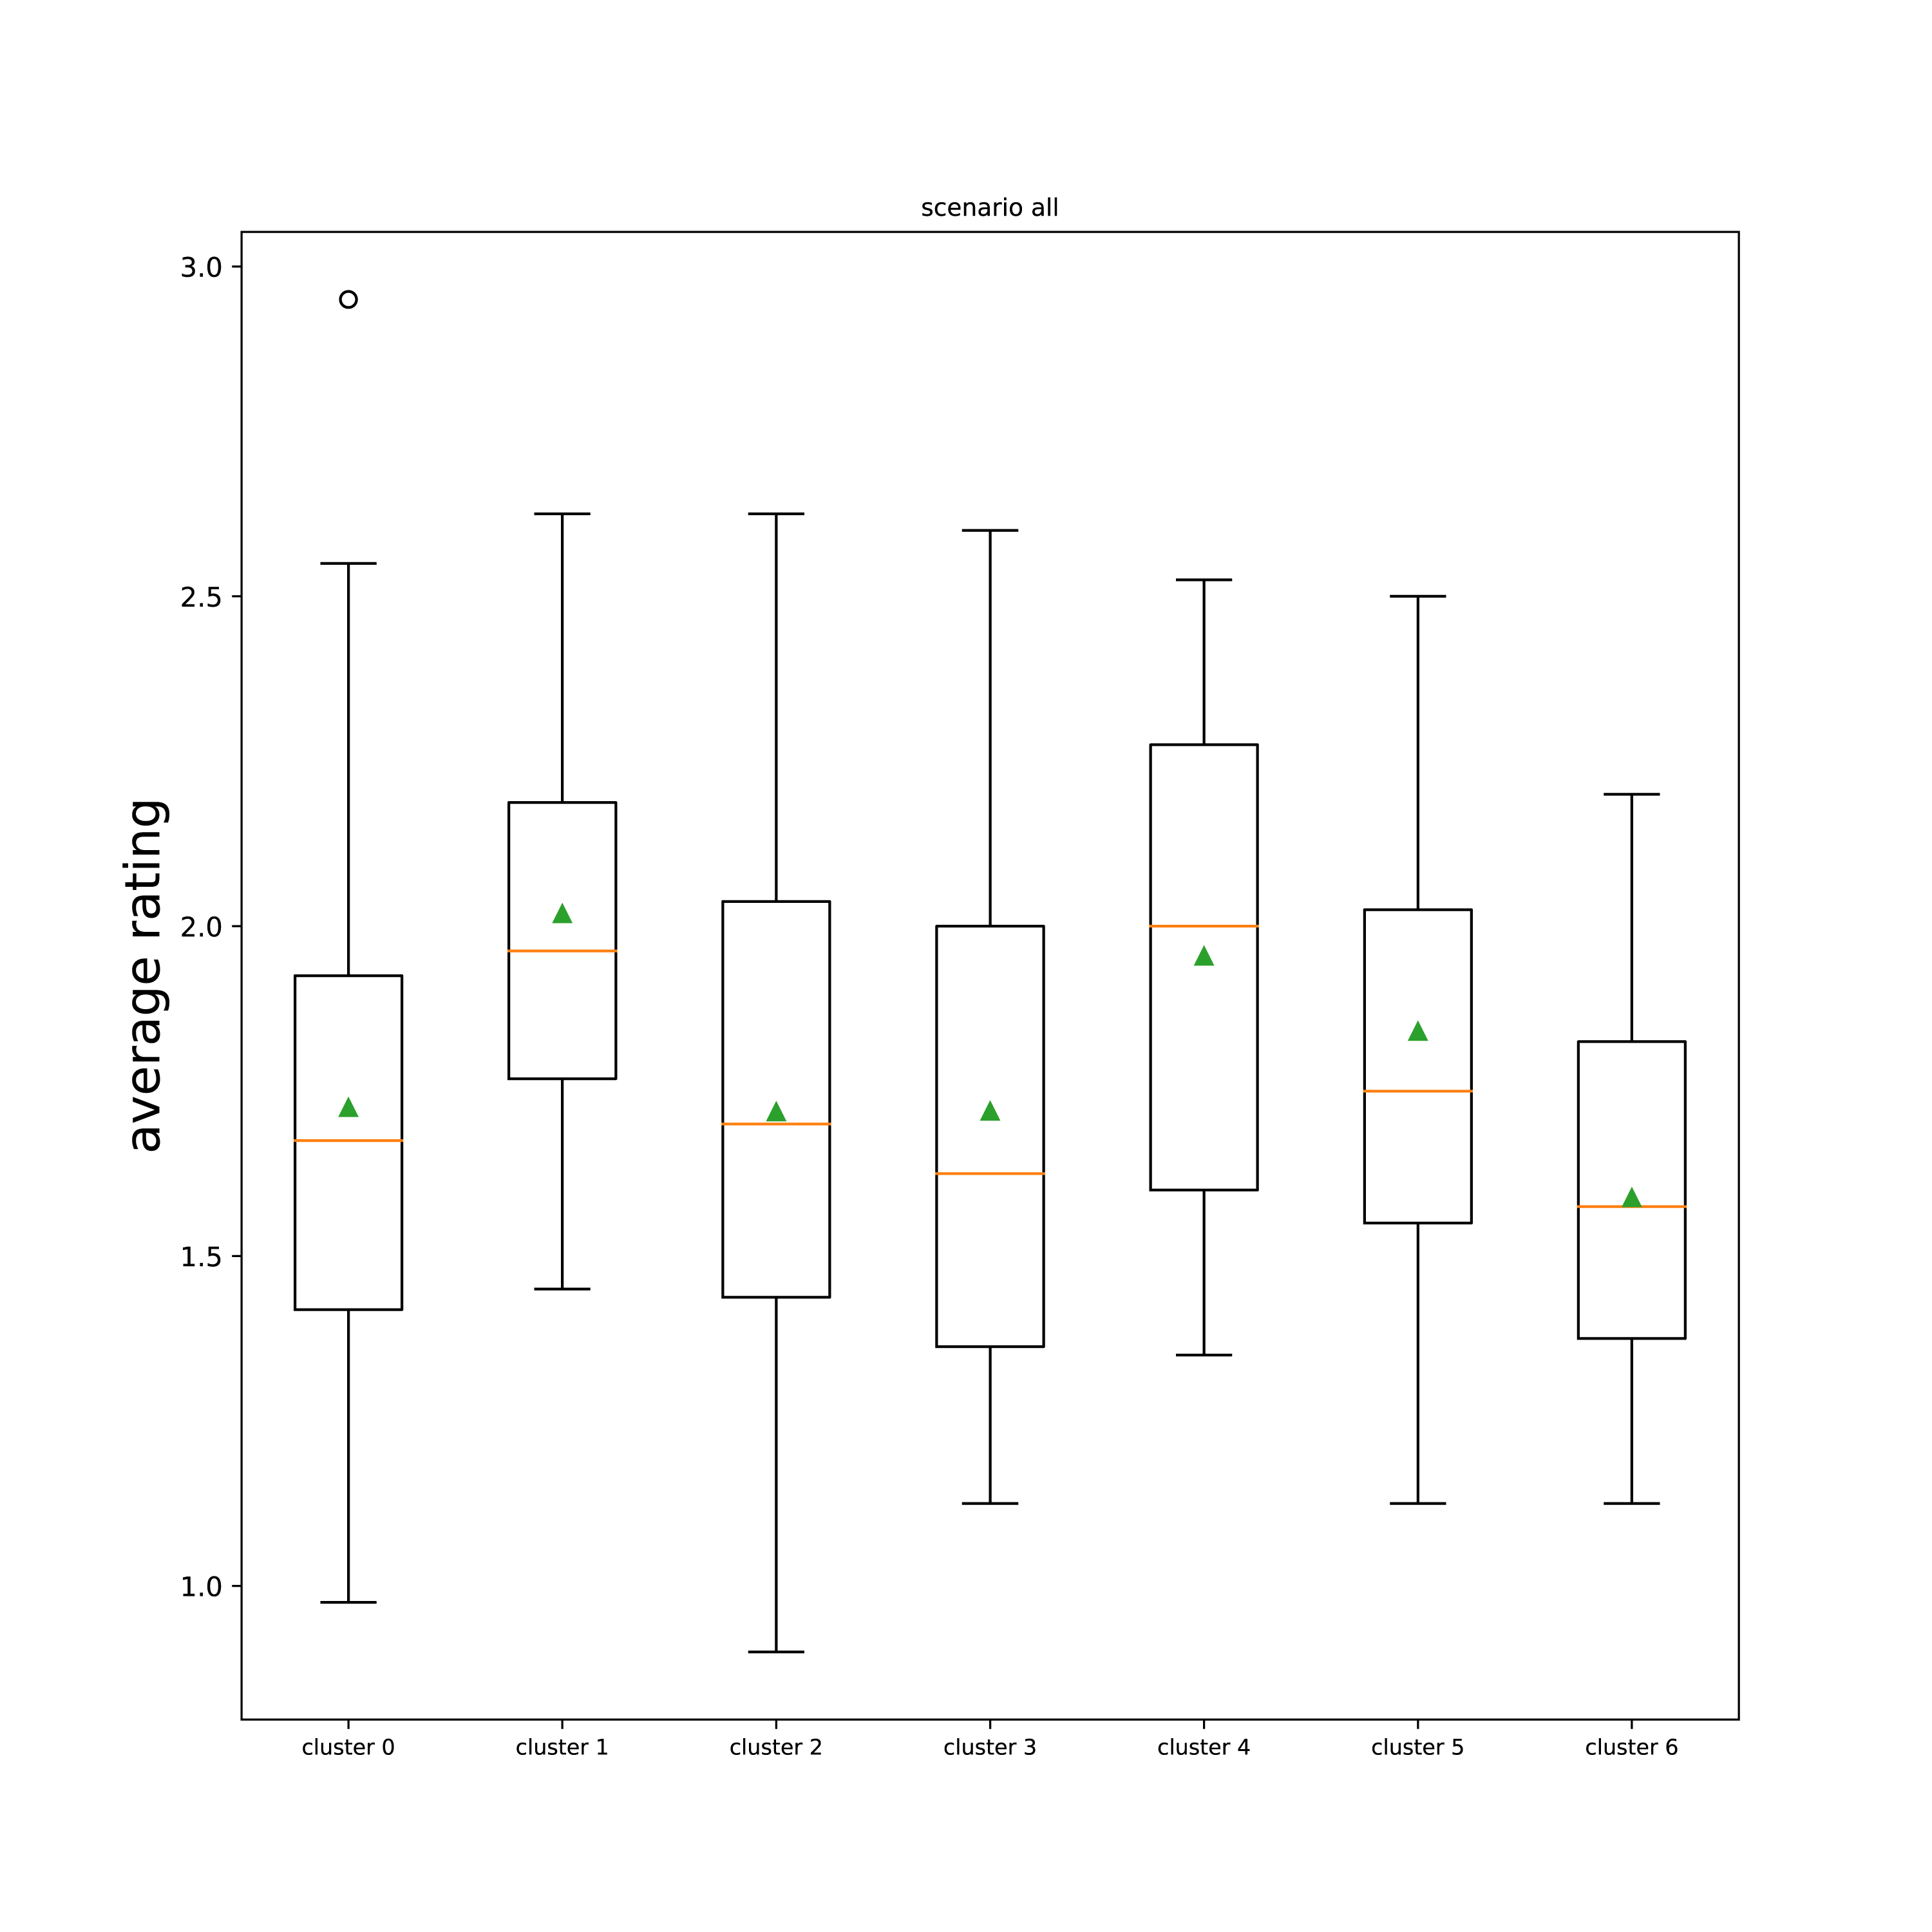 scenario all
average rating
3.0
2.5
2.0
1.5
1.0
cluster 0
cluster 1
cluster 2
cluster 3
cluster 4
cluster 5
cluster 6